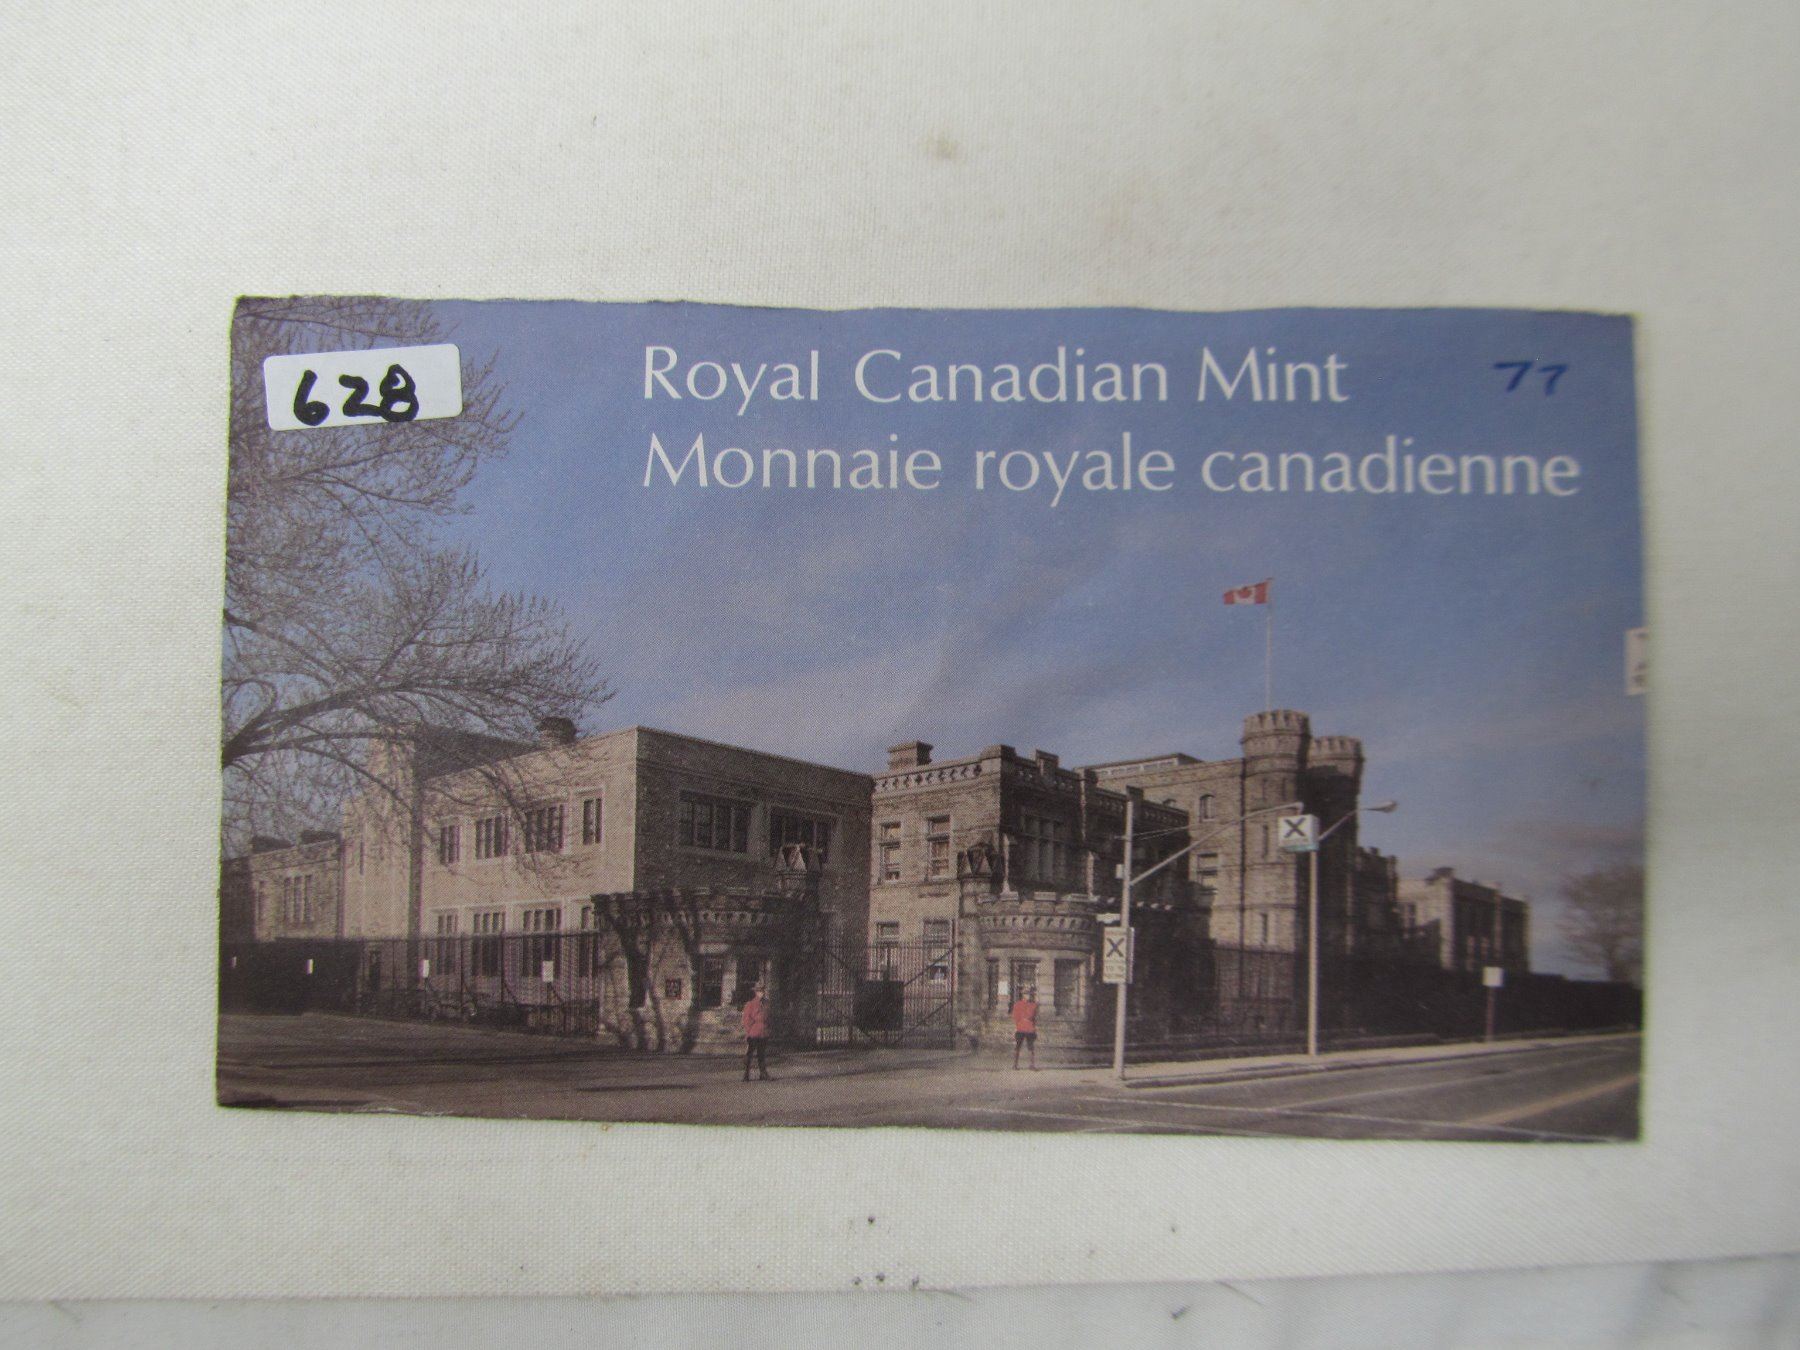 628
Royal Canadian Mint
77
Monnaie royale canadienne
X
X